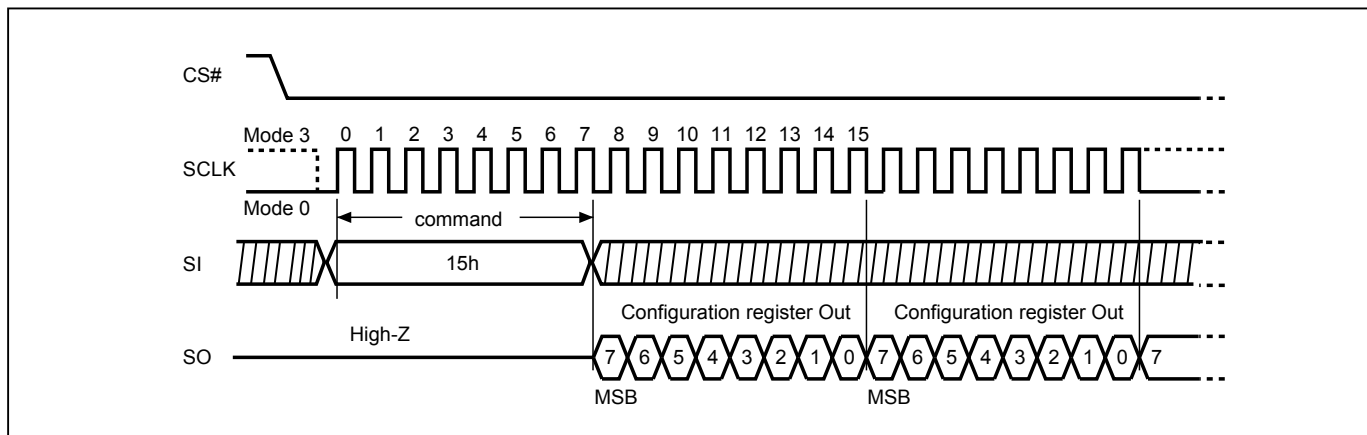 CS#
Mode 3 0 1 2 3 4 5 6 7 8 9 10 11 12 13 14 15
SCLK
Mode 0
command
SI 15h
Configuration register Out Configuration register Out
High-Z
SO 7 6 5 4 3 2 1 0 7 6 5 4 3 2 1 0 7
MSB MSB